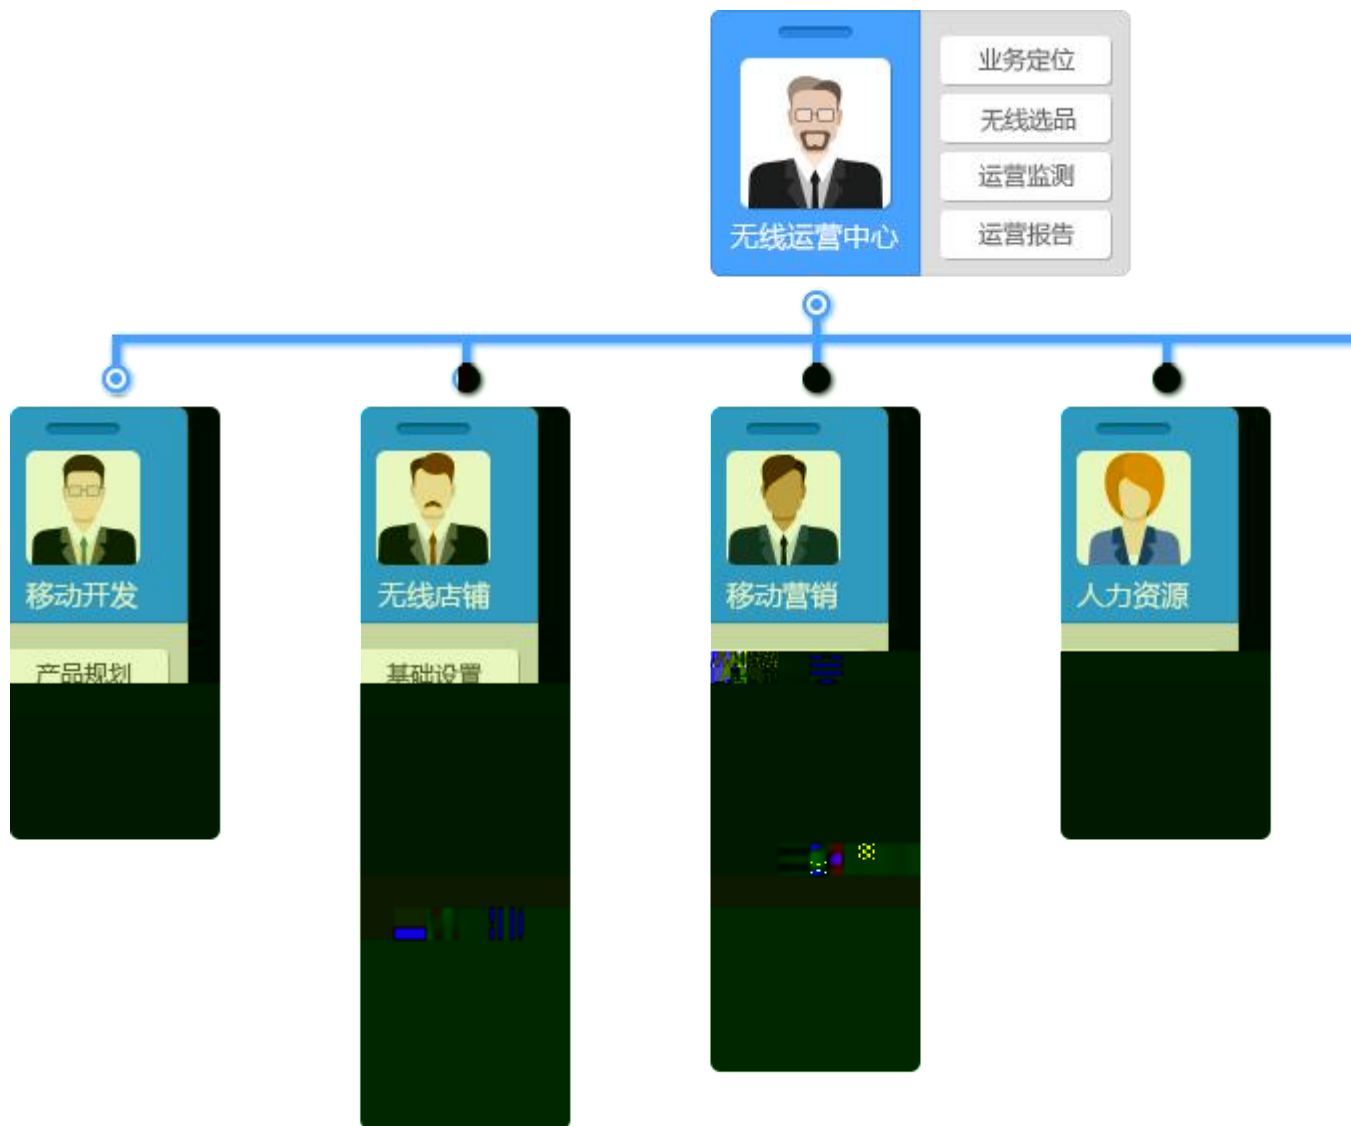 业务定位
无线选品
运营监测
运营报告
无线运营中心
移动开发
无线店铺
移动营销
人力资源
产品规划
基础设置